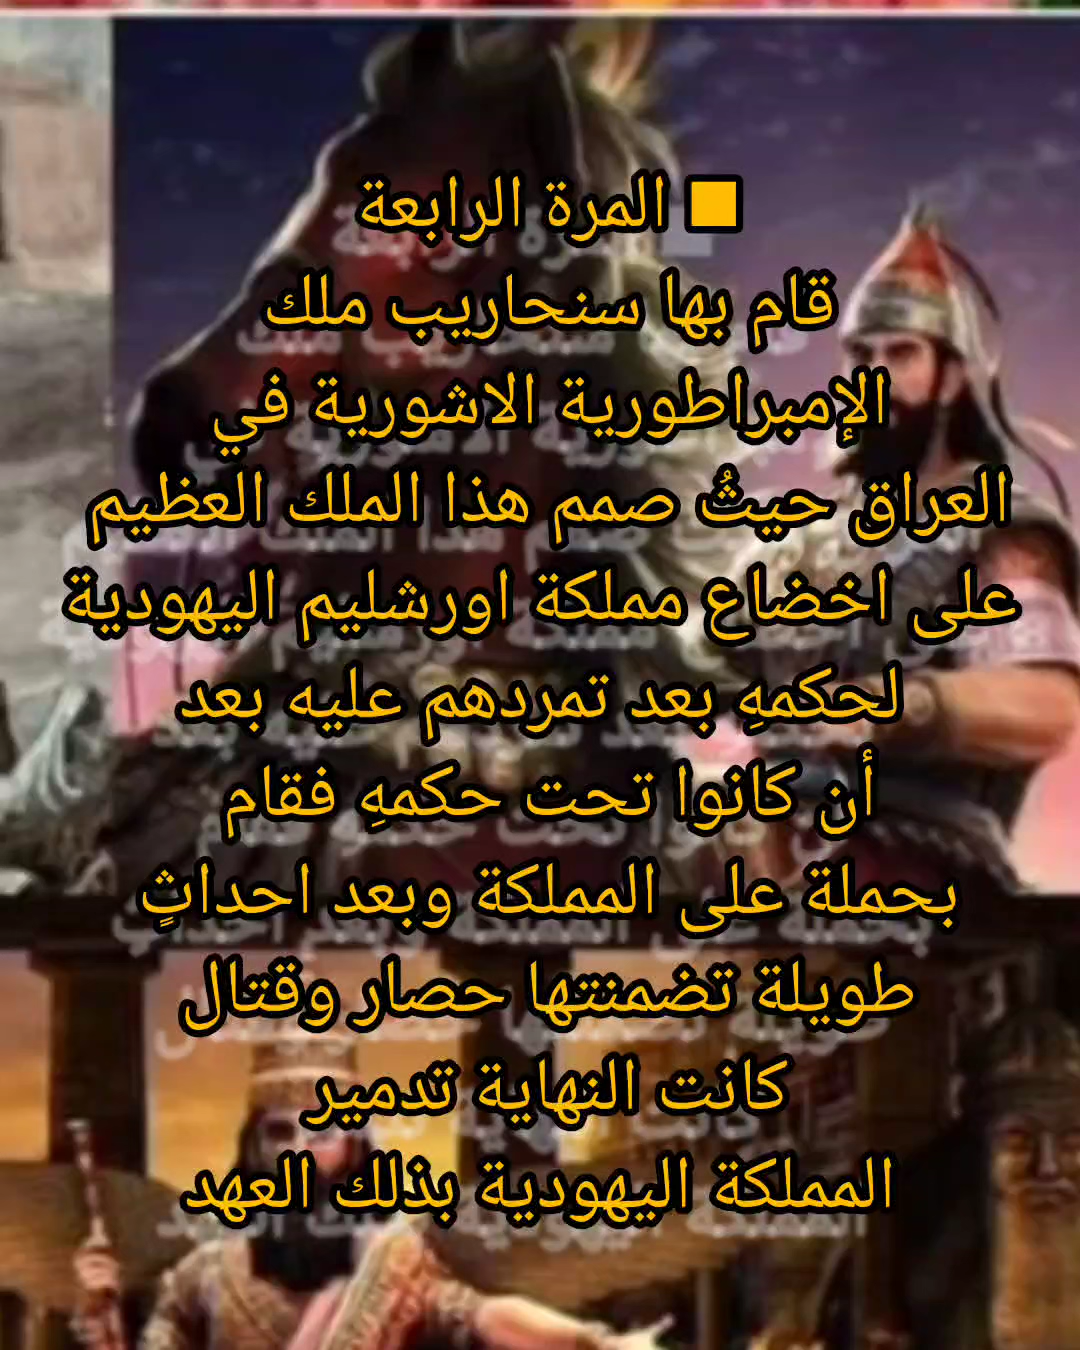 ■ المرة الرابعة
قام بها سنحاريب ملك
الإمبراطورية الاشورية في
العراق حيثُ صمم هذا الملك العظيم
على اخضاع مملكة اورشليم اليهودية
لحكمهِ بعد تمردهم عليه بعد
أن كانوا تحت حكمهِ فقام
بحملة على المملكة وبعد احداثٍ
طويلة تضمنتها حصار وقتال
كانت النهاية تدمير
المملكة اليهودية بذلك العهد